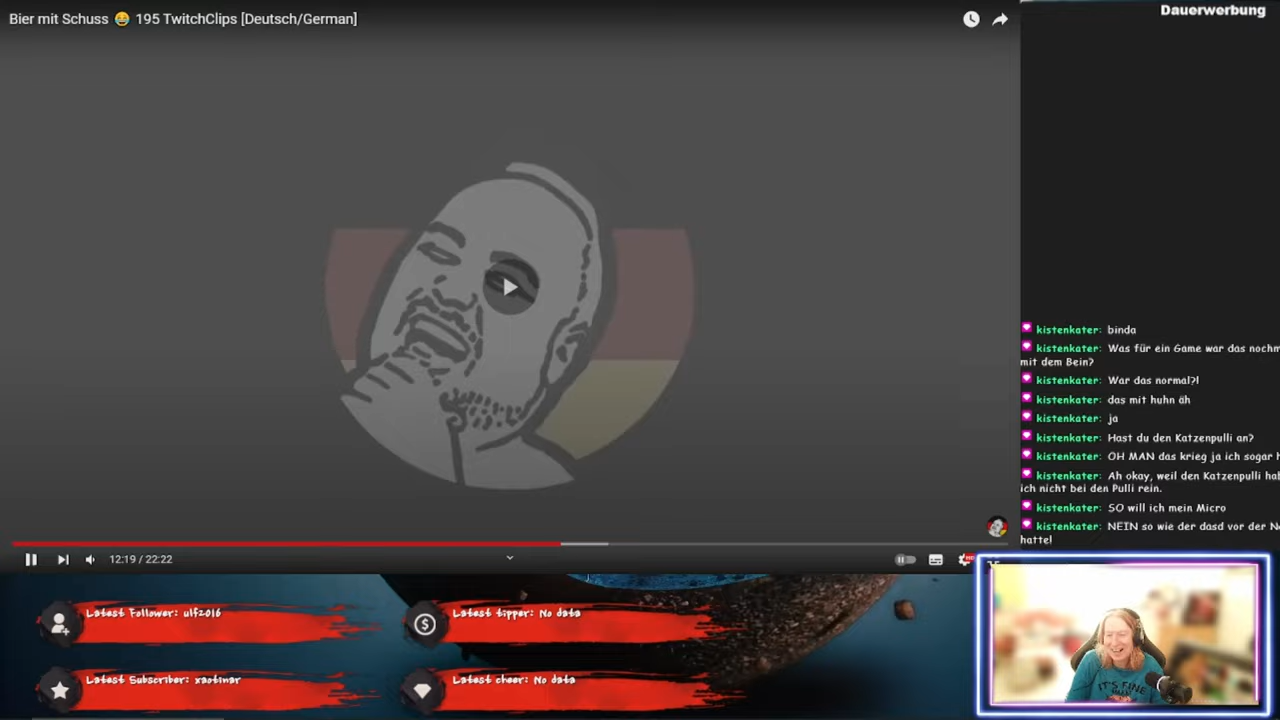 Bier mit Schuss 😂 195 TwitchClips [Deutsch/German]
Dauerwerbung
kistenkater: binda
kistenkater: Was für ein Game war das nochm
mit dem Bein?
kistenkater: War das normal?!
kistenkater: das mit huhn äh
kistenkater: ja
kistenkater: Hast du den Katzenpulli an?
kistenkater: OH MAN das krieg ja ich sogar h
kistenkater: Ah okay, weil den Katzenpulli hab
ich nicht bei den Pulli rein.
kistenkater: SO will ich mein Micro
kistenkater: NEIN so wie der dasd vor der N
hatte!
12:19 / 22:22
Latest Follower: ulf2016
Latest tipper: No data
Latest Subscriber: xaotinar
Latest cheer: No data
IT'S FINE